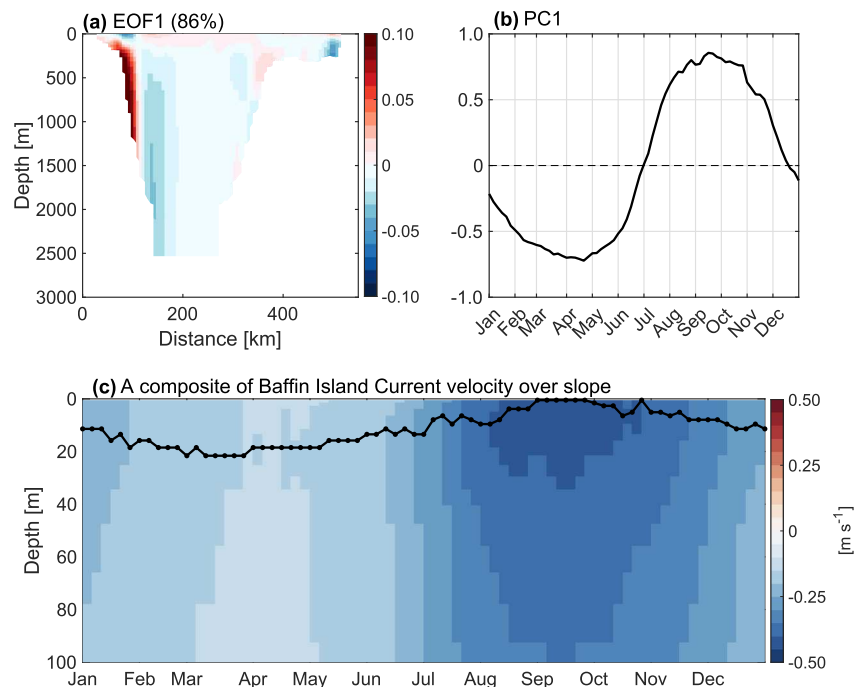 (a) EOF1 (86%)
0
500
1000
1500
2000
2500
3000
Depth [m]
0 200 400
Distance [km]
0.10
0.05
0
-0.05
-0.10
(b) PC1
1.0
0.5
0
-0.5
-1.0
Jan Feb Mar Apr May Jun Jul Aug Sep Oct Nov Dec
(c) A composite of Baffin Island Current velocity over slope
0
20
40
60
80
100
Depth [m]
Jan Feb Mar Apr May Jun Jul Aug Sep Oct Nov Dec
0.50
0.25
0
-0.25
-0.50
[m s⁻¹]